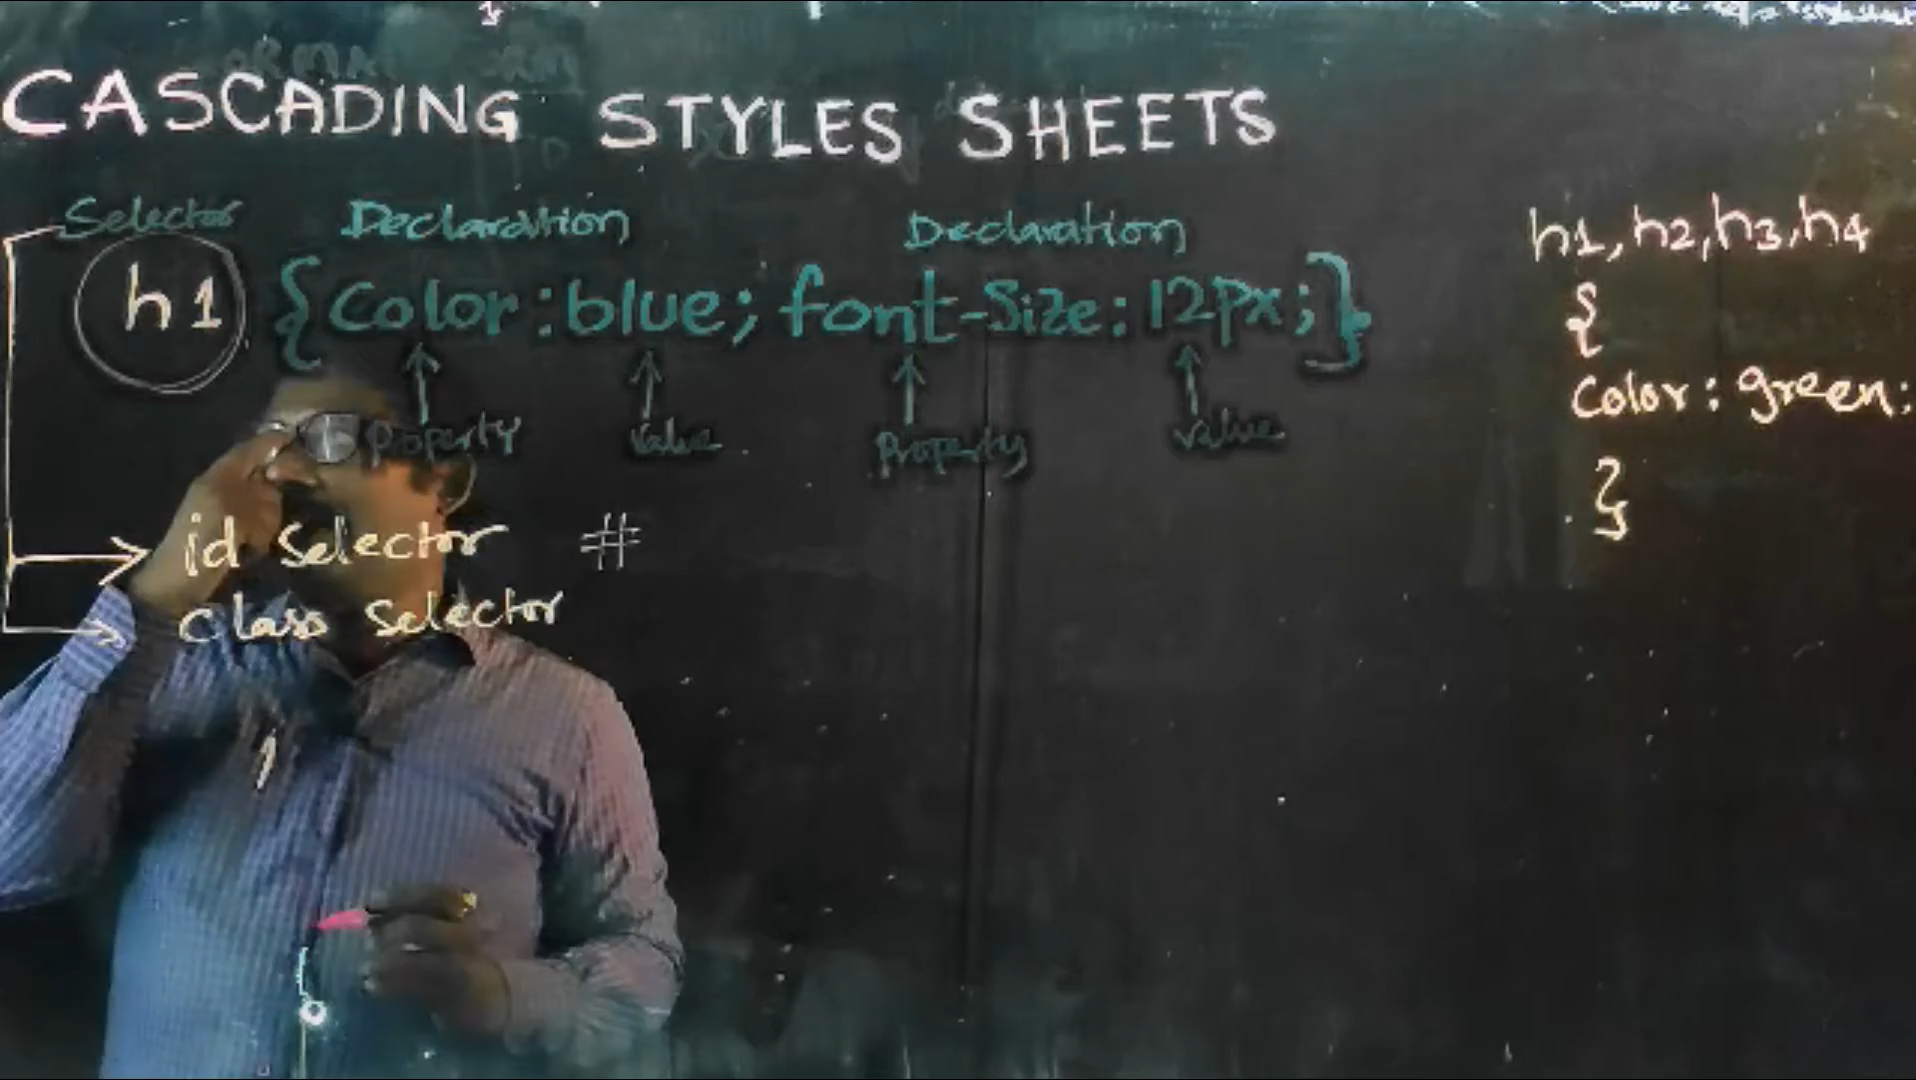 CASCADING STYLES SHEETS
Selector Declaration Declaration
h1 {Color:blue; font-Size:12Px;}
Property Value Property Value
id Selector #
Class Selector
h1, h2, h3, h4
{
Color: green;
}